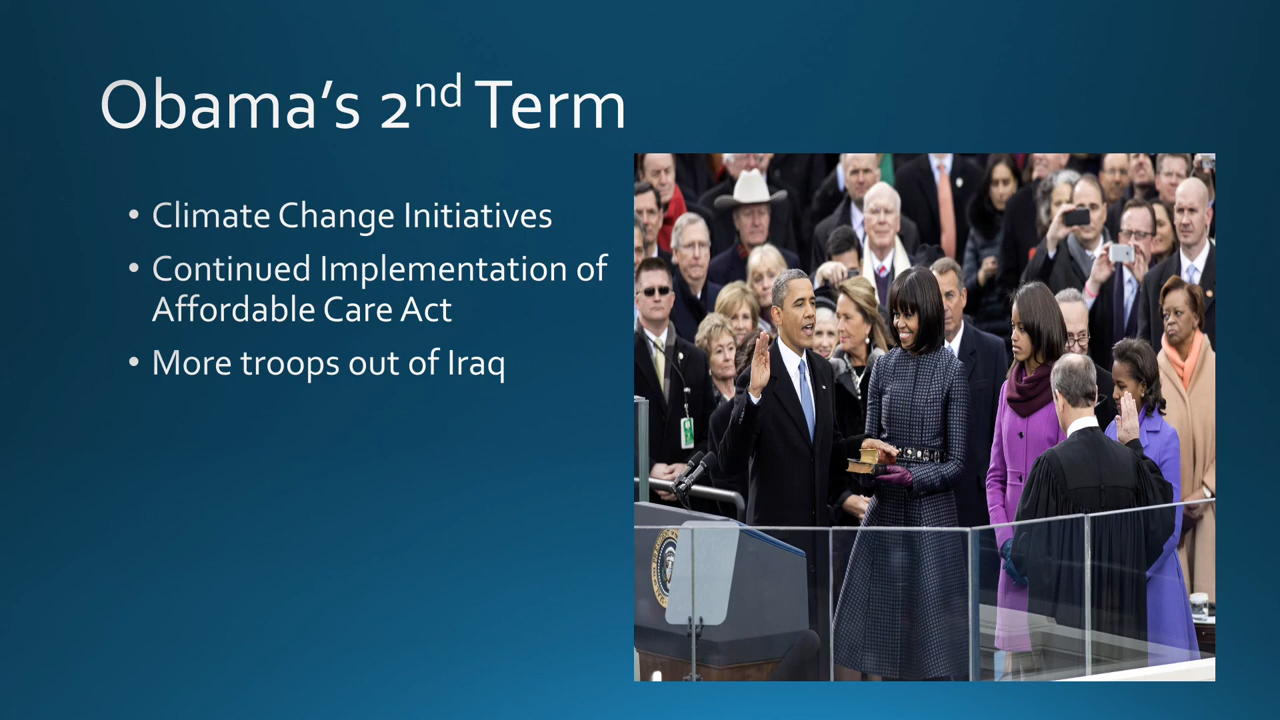 Obama’s 2nd Term
• Climate Change Initiatives
• Continued Implementation of
Affordable Care Act
• More troops out of Iraq